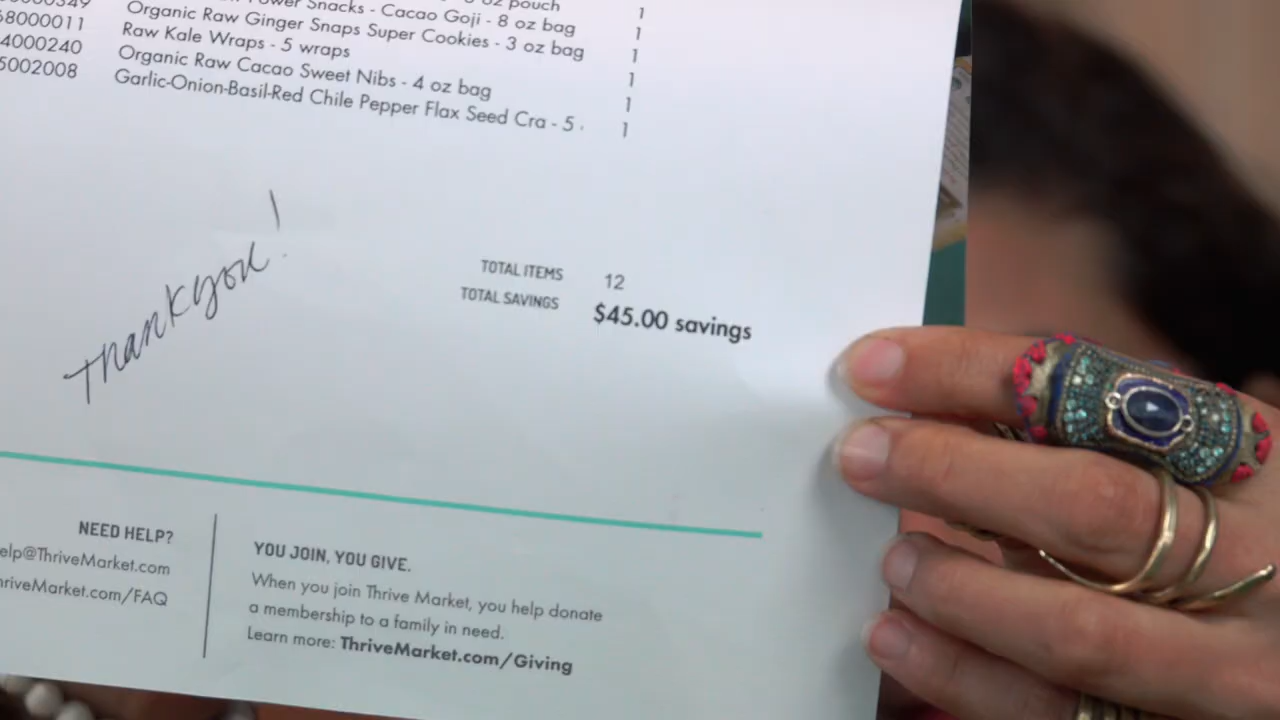 Snacks - Cacao Goji - 8 oz bag 1
68000011 Organic Raw Ginger Snaps Super Cookies - 3 oz bag 1
4000240 Raw Kale Wraps - 5 wraps 1
5002008 Organic Raw Cacao Sweet Nibs - 4 oz bag 1
Garlic-Onion-Basil-Red Chile Pepper Flax Seed Cra - 5 1
Thank you!
TOTAL ITEMS 12
TOTAL SAVINGS $45.00 savings
NEED HELP?
elp@ThriveMarket.com
hriveMarket.com/FAQ
YOU JOIN, YOU GIVE.
When you join Thrive Market, you help donate
a membership to a family in need.
Learn more: ThriveMarket.com/Giving